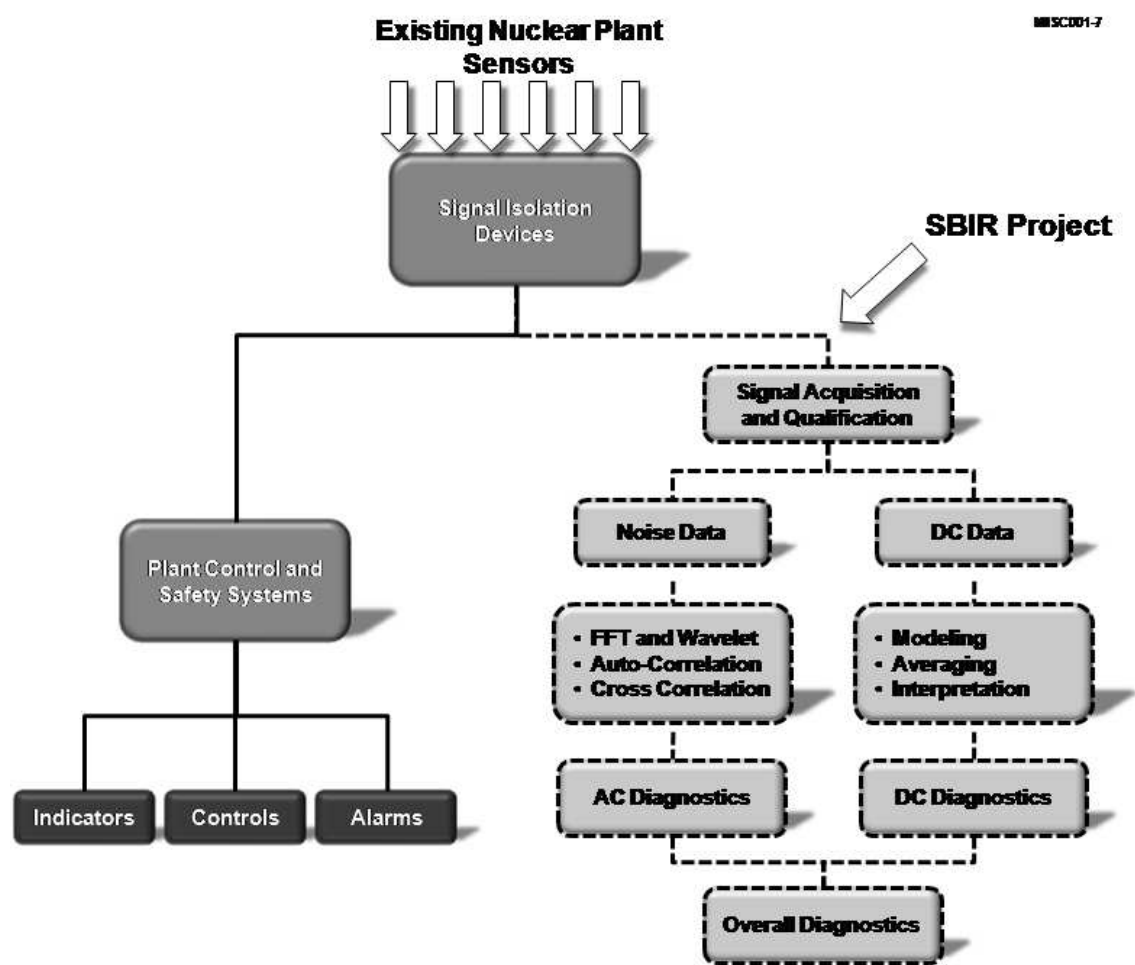 MISC001-7
Existing Nuclear Plant
Sensors
Signal Isolation
Devices
SBIR Project
Signal Acquisition
and Qualification
Noise Data
DC Data
Plant Control and
Safety Systems
• FFT and Wavelet
• Auto-Correlation
• Cross Correlation
• Modeling
• Averaging
• Interpretation
AC Diagnostics
DC Diagnostics
Indicators
Controls
Alarms
Overall Diagnostics